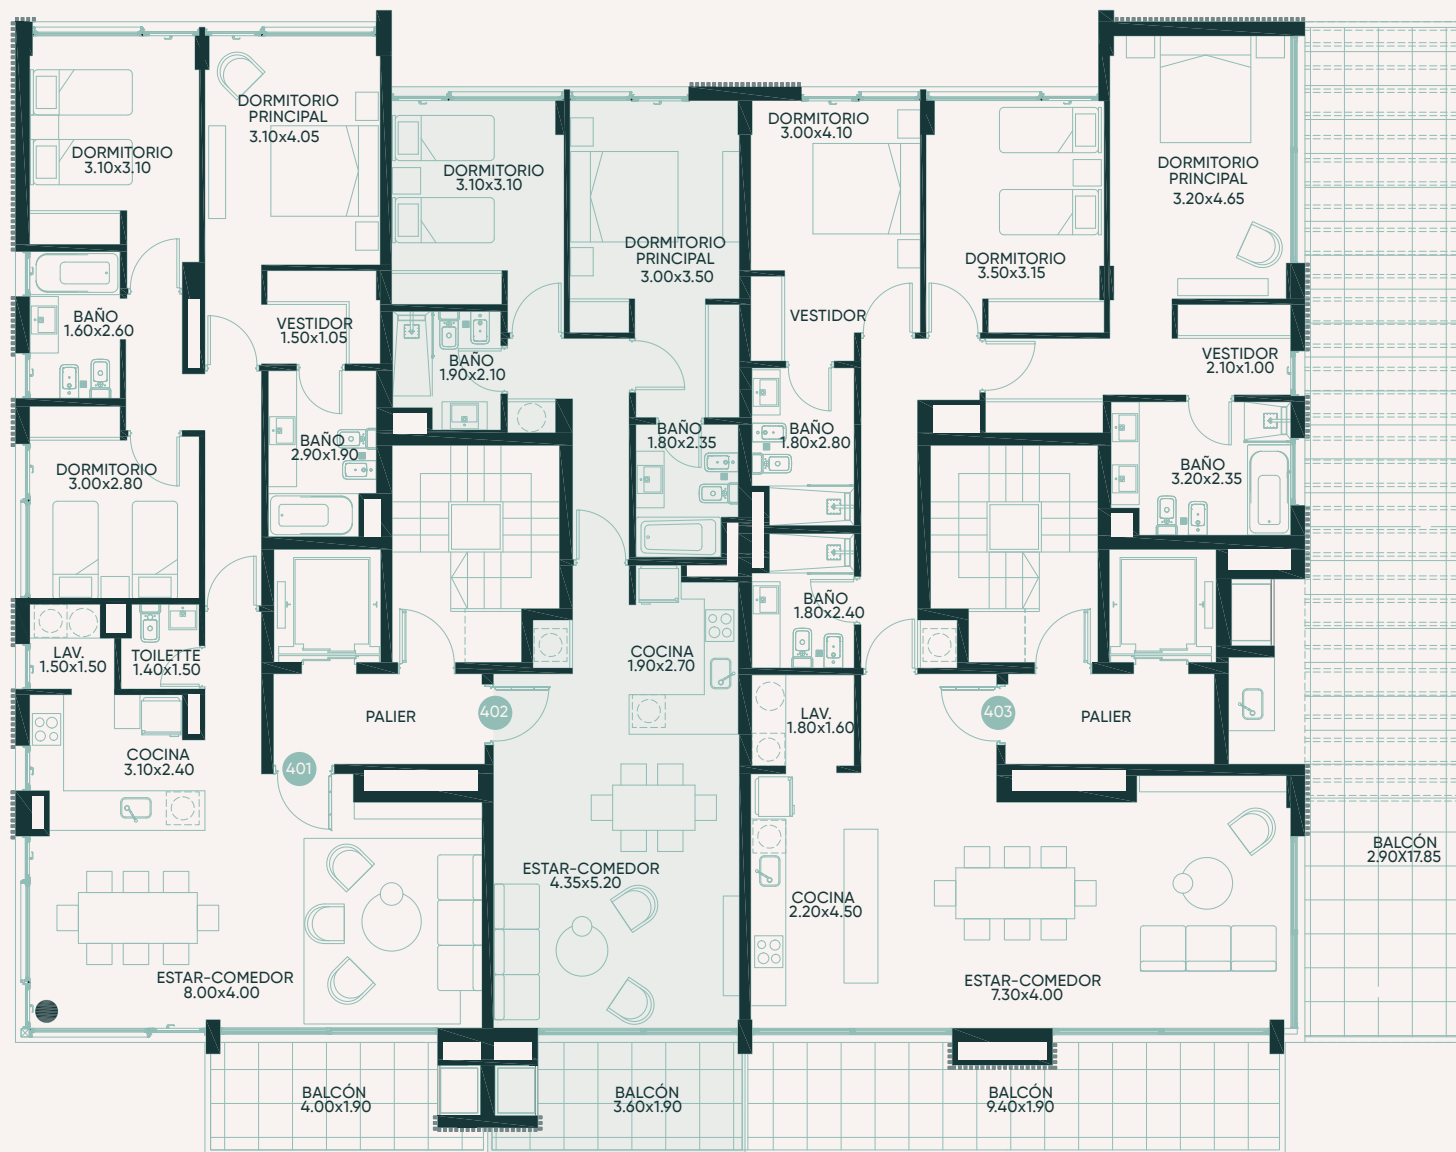 DORMITORIO
3.10x3.10
DORMITORIO
PRINCIPAL
3.10x4.05
DORMITORIO
3.10x3.10
DORMITORIO
PRINCIPAL
3.00x3.50
DORMITORIO
3.00x4.10
DORMITORIO
3.50x3.15
DORMITORIO
PRINCIPAL
3.20x4.65
BAÑO
1.60x2.60
VESTIDOR
1.50x1.05
BAÑO
1.90x2.10
VESTIDOR
VESTIDOR
2.10x1.00
DORMITORIO
3.00x2.80
BAÑO
2.90x1.90
BAÑO
1.80x2.35
BAÑO
1.80x2.80
BAÑO
3.20x2.35
BAÑO
1.80x2.40
LAV.
1.50x1.50
TOILETTE
1.40x1.50
COCINA
1.90x2.70
PALIER
402
LAV.
1.80x1.60
403
PALIER
COCINA
3.10x2.40
401
ESTAR-COMEDOR
4.35x5.20
COCINA
2.20x4.50
BALCÓN
2.90X17.85
ESTAR-COMEDOR
8.00x4.00
ESTAR-COMEDOR
7.30x4.00
BALCÓN
4.00x1.90
BALCÓN
3.60x1.90
BALCÓN
9.40x1.90